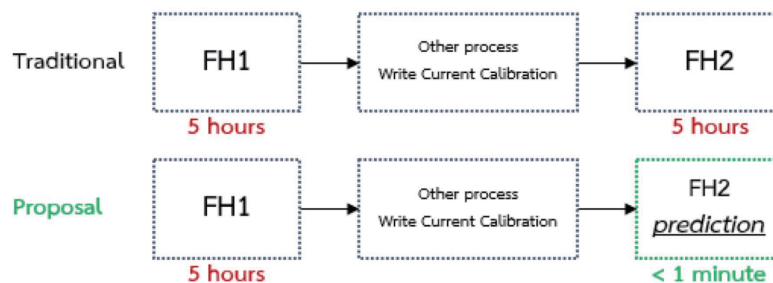 Traditional
FH1
Other process
Write Current Calibration
FH2
5 hours
5 hours
Proposal
FH1
Other process
Write Current Calibration
FH2
prediction
5 hours
< 1 minute